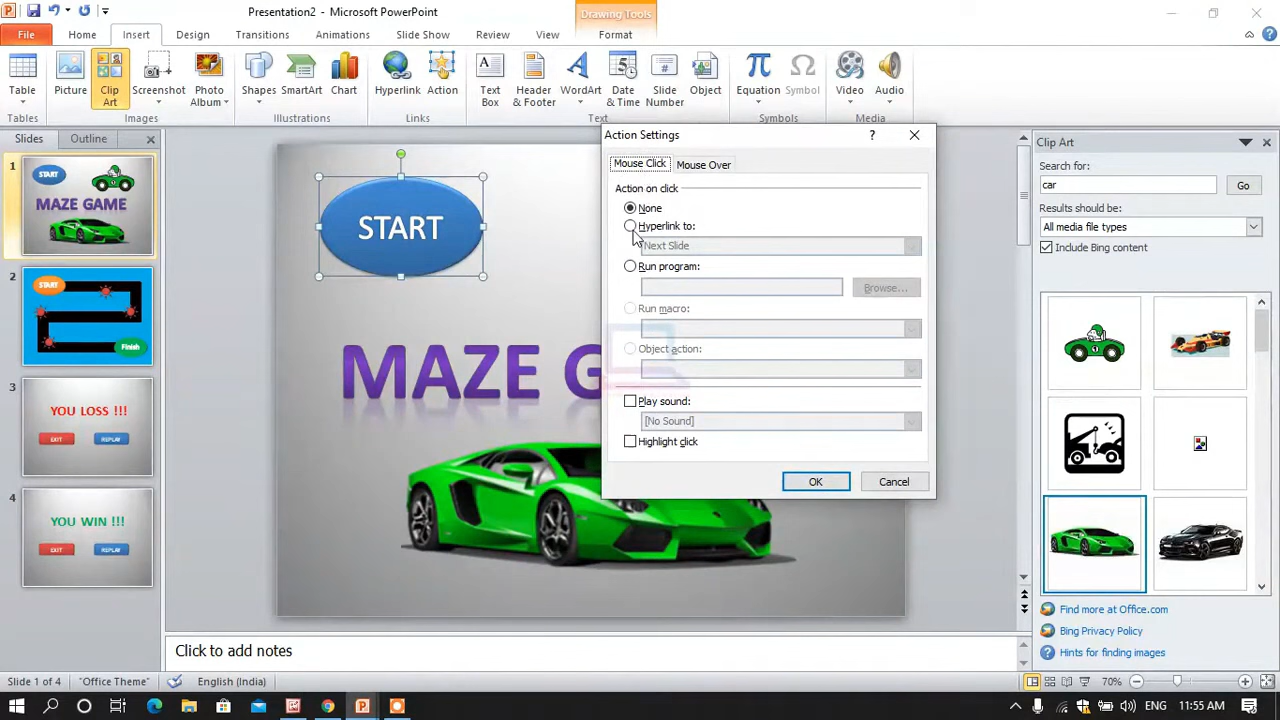 Presentation2 - Microsoft PowerPoint
Drawing Tools
File Home Insert Design Transitions Animations Slide Show Review View Format
Table Picture Clip Art Screenshot Photo Album Shapes SmartArt Chart Hyperlink Action Text Box Header & Footer WordArt Date & Time Slide Number Object Equation Symbol Video Audio
Tables Images Illustrations Links Text Symbols Media
Slides Outline
1
START
MAZE GAME
2
START
Finish
3
YOU LOSS !!!
EXIT REPLAY
4
YOU WIN !!!
EXIT REPLAY
START
MAZE G
Action Settings
Mouse Click Mouse Over
Action on click
None
Hyperlink to:
Next Slide
Run program:
Browse...
Run macro:
Object action:
Play sound:
[No Sound]
Highlight click
OK Cancel
Clip Art
Search for:
car Go
Results should be:
All media file types
Include Bing content
Find more at Office.com
Bing Privacy Policy
Hints for finding images
Click to add notes
Slide 1 of 4 "Office Theme" English (India) 70%
ENG 11:55 AM